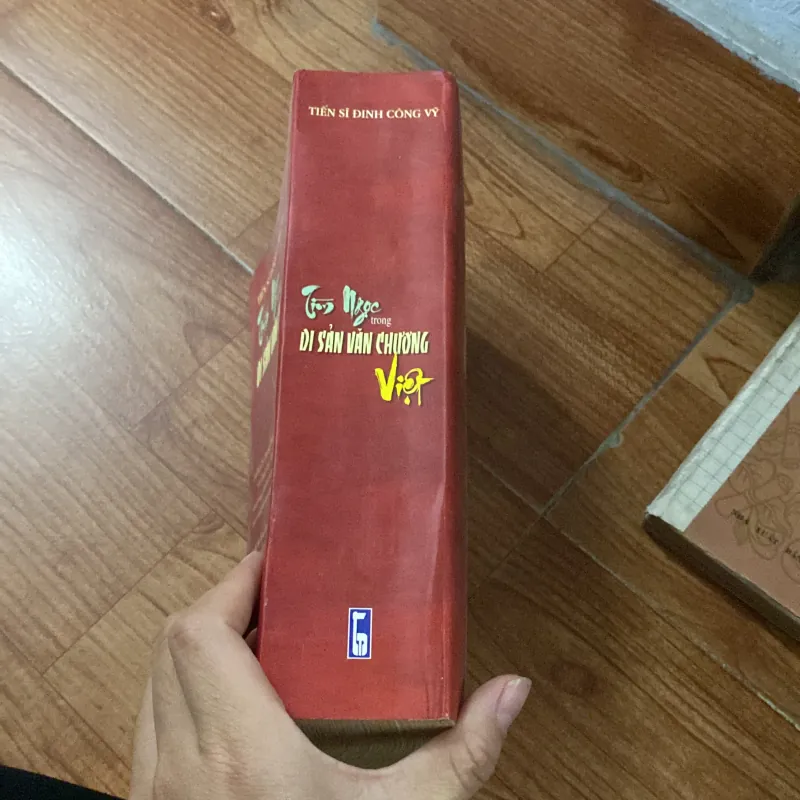 TIẾN SĨ ĐINH CÔNG VỸ
Tìm Ngọc
trong
DI SẢN VĂN CHƯƠNG
Việt